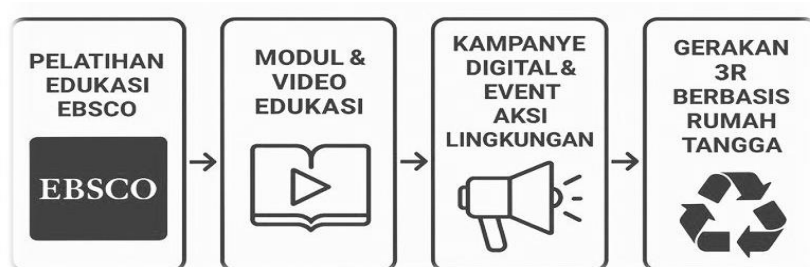 PELATIHAN
EDUKASI
EBSCO
EBSCO
MODUL &
VIDEO
EDUKASI
KAMPANYE
DIGITAL &
EVENT
AKSI
LINGKUNGAN
GERAKAN
3R
BERBASIS
RUMAH
TANGGA